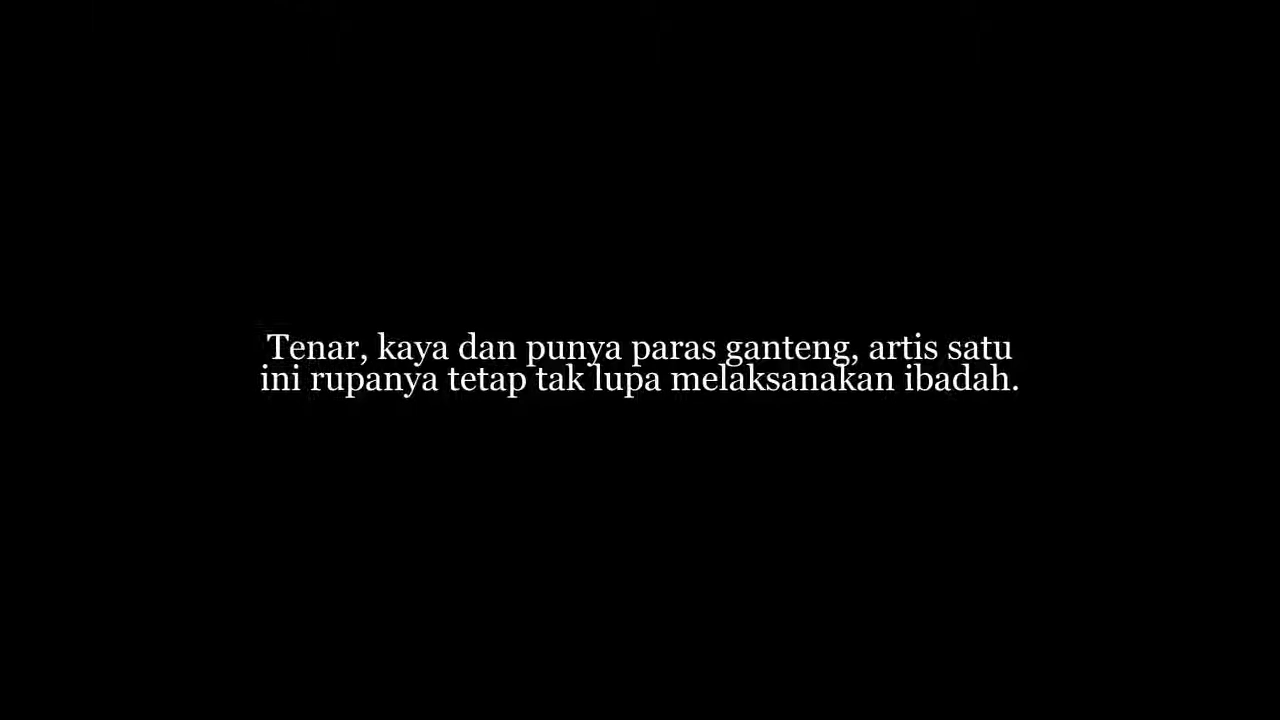 Tenar, kaya dan punya paras ganteng, artis satu
ini rupanya tetap tak lupa melaksanakan ibadah.